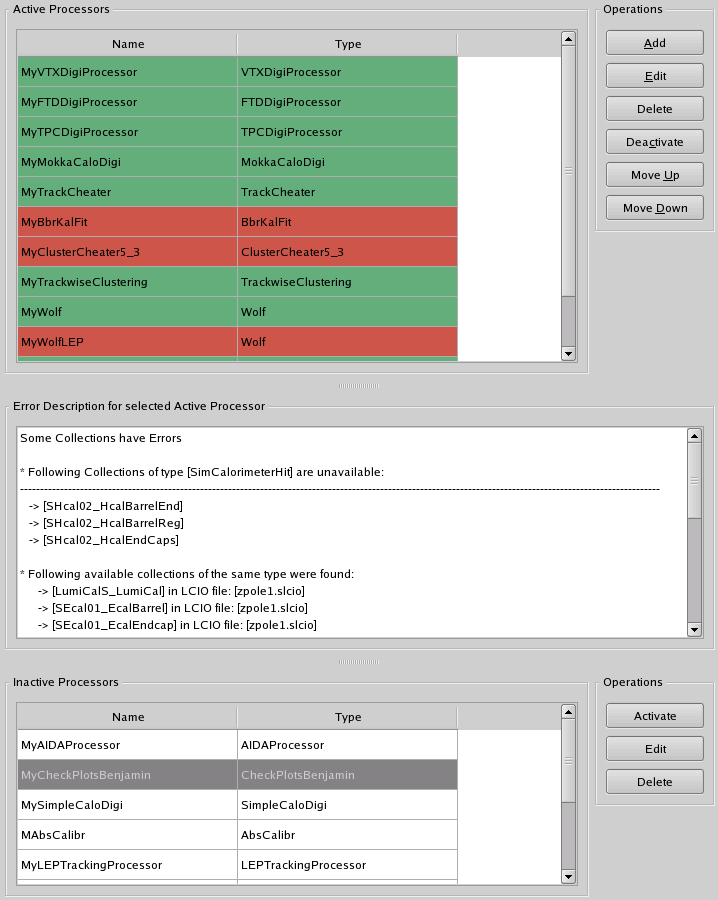 Active Processors
Operations
Name Type
MyVTXDigiProcessor VTXDigiProcessor
MyFTDDigiProcessor FTDDigiProcessor
MyTPCDigiProcessor TPCDigiProcessor
MyMokkaCaloDigi MokkaCaloDigi
MyTrackCheater TrackCheater
MyBbrKalFit BbrKalFit
MyClusterCheater5_3 ClusterCheater5_3
MyTrackwiseClustering TrackwiseClustering
MyWolf Wolf
MyWolfLEP Wolf
Add
Edit
Delete
Deactivate
Move Up
Move Down
Error Description for selected Active Processor
Some Collections have Errors
* Following Collections of type [SimCalorimeterHit] are unavailable:
-> [SHcal02_HcalBarrelEnd]
-> [SHcal02_HcalBarrelReg]
-> [SHcal02_HcalEndCaps]
* Following available collections of the same type were found:
-> [LumiCalS_LumiCal] in LCIO file: [zpole1.slcio]
-> [SEcal01_EcalBarrel] in LCIO file: [zpole1.slcio]
-> [SEcal01_EcalEndcap] in LCIO file: [zpole1.slcio]
Inactive Processors
Operations
Name Type
MyAIDAProcessor AIDAProcessor
MyCheckPlotsBenjamin CheckPlotsBenjamin
MySimpleCaloDigi SimpleCaloDigi
MAbsCalibr AbsCalibr
MyLEPTrackingProcessor LEPTrackingProcessor
Activate
Edit
Delete